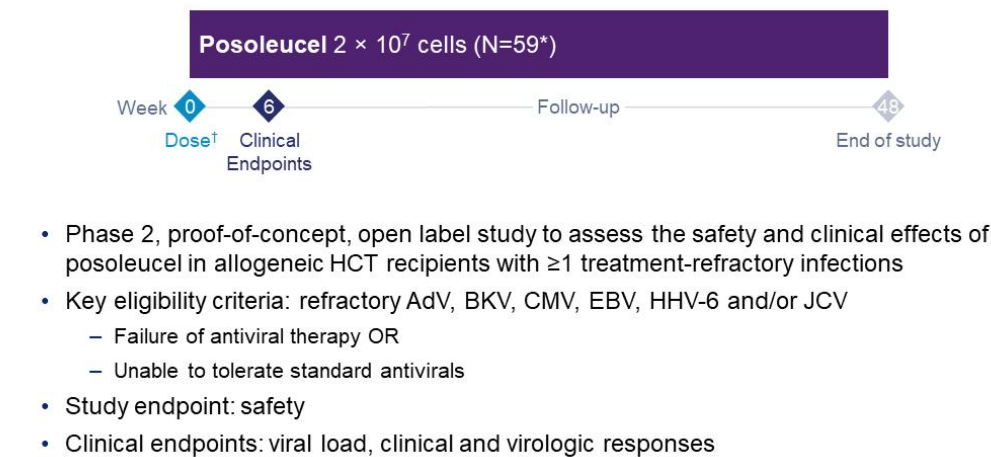 Posoleucel 2 × 10⁷ cells (N=59*)
Week 0 6 Follow-up 48
Dose† Clinical Endpoints End of study
• Phase 2, proof-of-concept, open label study to assess the safety and clinical effects of
posoleucel in allogeneic HCT recipients with ≥1 treatment-refractory infections
• Key eligibility criteria: refractory AdV, BKV, CMV, EBV, HHV-6 and/or JCV
– Failure of antiviral therapy OR
– Unable to tolerate standard antivirals
• Study endpoint: safety
• Clinical endpoints: viral load, clinical and virologic responses